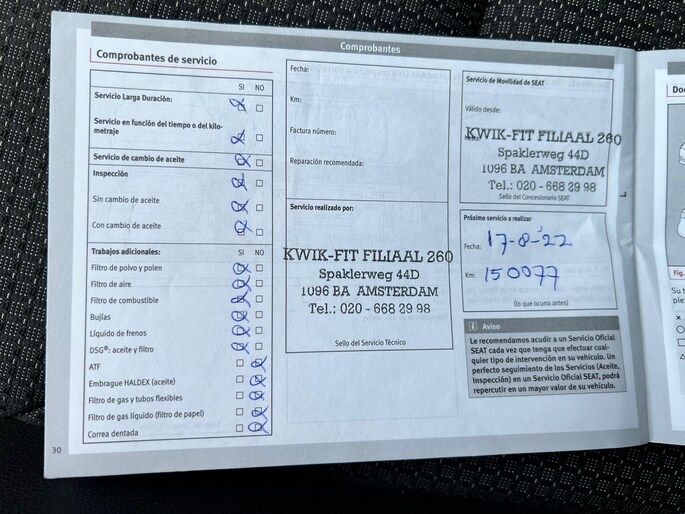 Comprobantes
Comprobantes de servicio
SI NO
Servicio Larga Duración:
Servicio en función del tiempo o del kilo-
metraje
Servicio de cambio de aceite
Inspección
Sin cambio de aceite
Con cambio de aceite
Trabajos adicionales: SI NO
Filtro de polvo y polen
Filtro de aire
Filtro de combustible
Bujías
Líquido de frenos
DSG®: aceite y filtro
ATF
Embrague HALDEX (aceite)
Filtro de gas y tubos flexibles
Filtro de gas líquido (filtro de papel)
Correa dentada
30
Fecha:
Km:
Factura número:
Reparación recomendada:
Servicio realizado por:
KWIK-FIT FILIAAL 260
Spaklerweg 44D
1096 BA AMSTERDAM
Tel.: 020 - 668 29 98
Sello del Servicio Técnico
Servicio de Movilidad de SEAT
Válido desde:
KWIK-FIT FILIAAL 260
Spaklerweg 44D
1096 BA AMSTERDAM
Tel.: 020 - 668 29 98
Sello del Concesionario SEAT
Próximo servicio a realizar
Fecha: 17-8-'22
Km: 150077
(lo que ocurra antes)
i Aviso
Le recomendamos acudir a un Servicio Oficial
SEAT cada vez que tenga que efectuar cual-
quier tipo de intervención en su vehículo. Un
perfecto seguimiento de los Servicios (Aceite,
Inspección) en un Servicio Oficial SEAT, podrá
repercutir en un mayor valor de su vehículo.
Fig.
Su t
pie